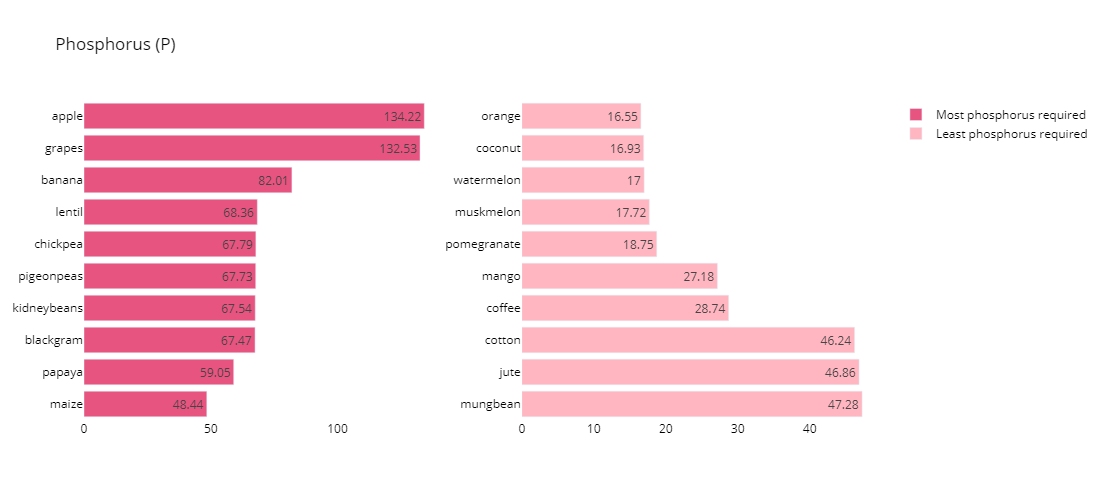 Phosphorus (P)
apple 134.22
grapes 132.53
banana 82.01
lentil 68.36
chickpea 67.79
pigeonpeas 67.73
kidneybeans 67.54
blackgram 67.47
papaya 59.05
maize 48.44
0 50 100
orange 16.55
coconut 16.93
watermelon 17
muskmelon 17.72
pomegranate 18.75
mango 27.18
coffee 28.74
cotton 46.24
jute 46.86
mungbean 47.28
0 10 20 30 40
Most phosphorus required
Least phosphorus required